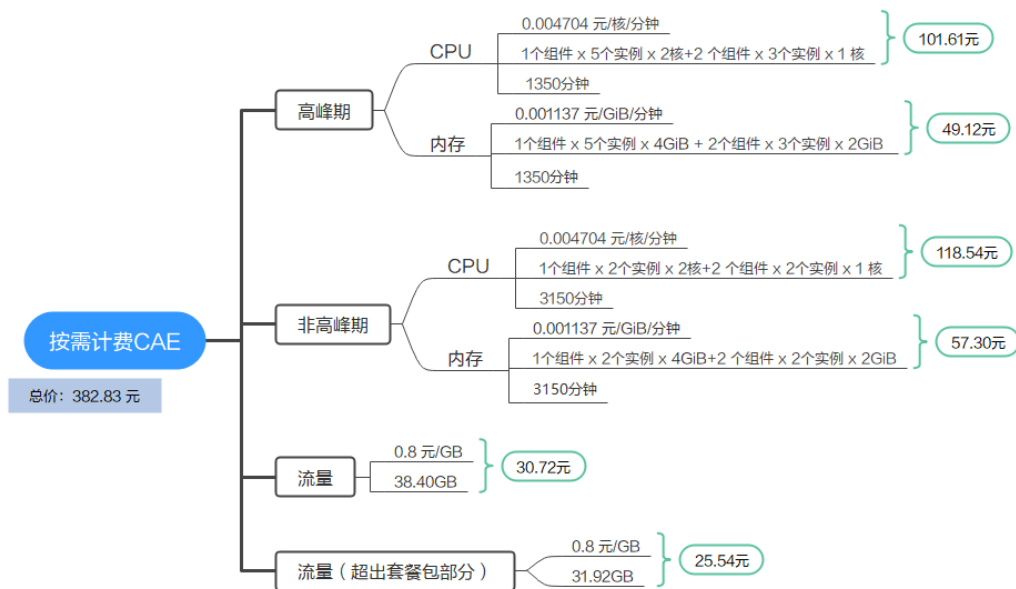 按需计费CAE
总价：382.83 元
高峰期
CPU
0.004704 元/核/分钟
1个组件 x 5个实例 x 2核+2 个组件 x 3个实例 x 1 核
1350分钟
101.61元
内存
0.001137 元/GiB/分钟
1个组件 x 5个实例 x 4GiB + 2个组件 x 3个实例 x 2GiB
1350分钟
49.12元
非高峰期
CPU
0.004704 元/核/分钟
1个组件 x 2个实例 x 2核+2 个组件 x 2个实例 x 1 核
3150分钟
118.54元
内存
0.001137 元/GiB/分钟
1个组件 x 2个实例 x 4GiB+2 个组件 x 2个实例 x 2GiB
3150分钟
57.30元
流量
0.8 元/GB
38.40GB
30.72元
流量（超出套餐包部分）
0.8 元/GB
31.92GB
25.54元